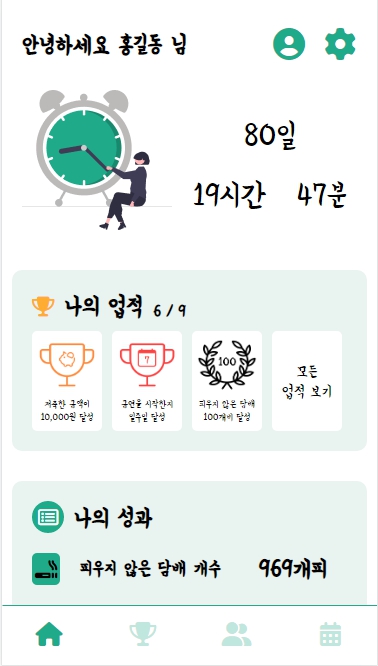 안녕하세요 홍길동 님
80일
19시간 47분
나의 업적 6 / 9
저축한 금액이
10,000원 달성
금연을 시작한지
일주일 달성
7
100
피우지 않은 담배
100개비 달성
모든
업적 보기
나의 성과
피우지 않은 담배 개수 969개피